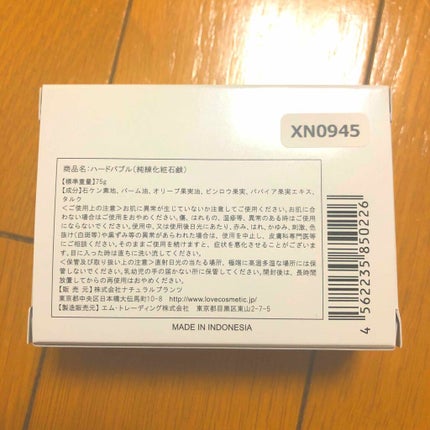 XN0945
商品名:ハードバブル(純練化粧石鹸)
【標準重量】75g
【成分】石ケン素地、パーム油、オリーブ果実油、ビンロウ果実、パパイア果実エキス、
タルク
<ご使用上の注意>お肌に異常が生じていないか注意してご使用ください。お肌に
合わない場合はご使用をおやめください。傷、はれもの、湿疹等、異常のある時はご使用
にならないでください。使用中、又は使用後日光にあたり、赤み、はれ、かゆみ、刺激、色
抜け(白斑等)や黒ずみ等の異常があらわれた場合は、使用を中止し、皮膚科専門医等
にご相談ください。そのままご使用を続けますと、症状を悪化させることがございま
す。目に入った時は直ちに洗い流してください。
<保管及び取り扱い上の注意>直射日光の当たる場所、極端に高温多湿な場所には保
管しないでください。乳幼児の手の届かない所に保管してください。開封後は、長時間
放置してからの再使用はおやめください。
【販 売 元】株式会社ナチュラルプランツ
東京都中央区日本橋大伝馬町10-8 http://www.lovecosmetic.jp/
【製造販売元】エム・トレーディング株式会社 東京都目黒区東山2-7-5
MADE IN INDONESIA
4562235850226